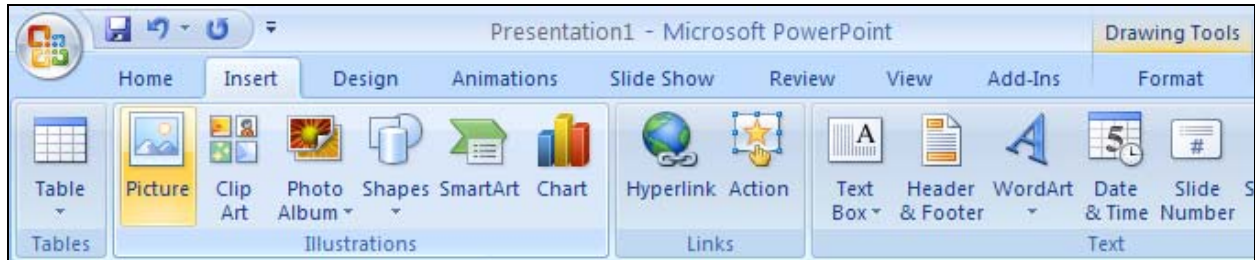 Presentation1 - Microsoft PowerPoint Drawing Tools
Home Insert Design Animations Slide Show Review View Add-Ins Format
Table Picture Clip Art Photo Album Shapes SmartArt Chart Hyperlink Action Text Box Header & Footer WordArt Date & Time Slide Number
Tables Illustrations Links Text